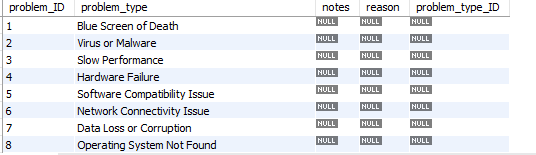 problem_ID problem_type notes reason problem_type_ID
1 Blue Screen of Death NULL NULL NULL
2 Virus or Malware NULL NULL NULL
3 Slow Performance NULL NULL NULL
4 Hardware Failure NULL NULL NULL
5 Software Compatibility Issue NULL NULL NULL
6 Network Connectivity Issue NULL NULL NULL
7 Data Loss or Corruption NULL NULL NULL
8 Operating System Not Found NULL NULL NULL